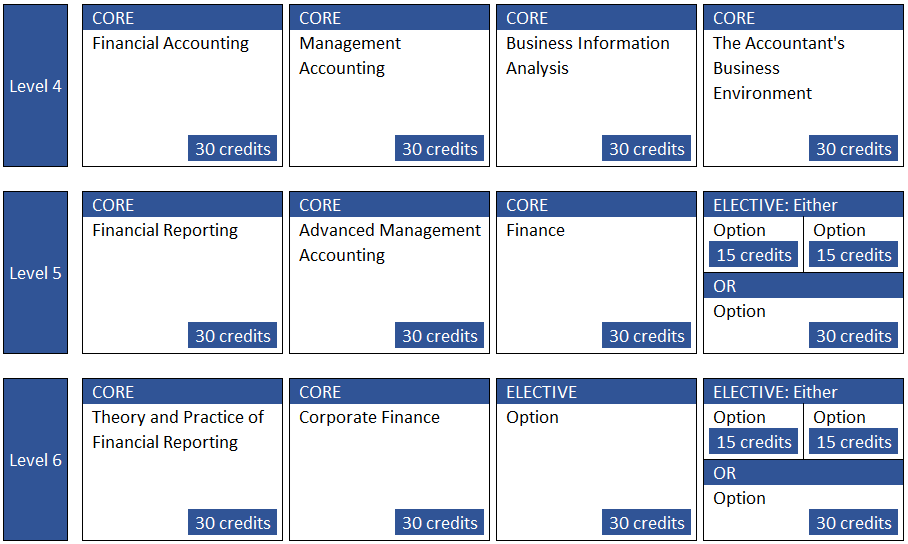 Level 4
CORE
Financial Accounting
30 credits
CORE
Management
Accounting
30 credits
CORE
Business Information
Analysis
30 credits
CORE
The Accountant's
Business
Environment
30 credits
Level 5
CORE
Financial Reporting
30 credits
CORE
Advanced Management
Accounting
30 credits
CORE
Finance
30 credits
ELECTIVE: Either
Option
15 credits
Option
15 credits
OR
Option
30 credits
Level 6
CORE
Theory and Practice of
Financial Reporting
30 credits
CORE
Corporate Finance
30 credits
ELECTIVE
Option
30 credits
ELECTIVE: Either
Option
15 credits
Option
15 credits
OR
Option
30 credits